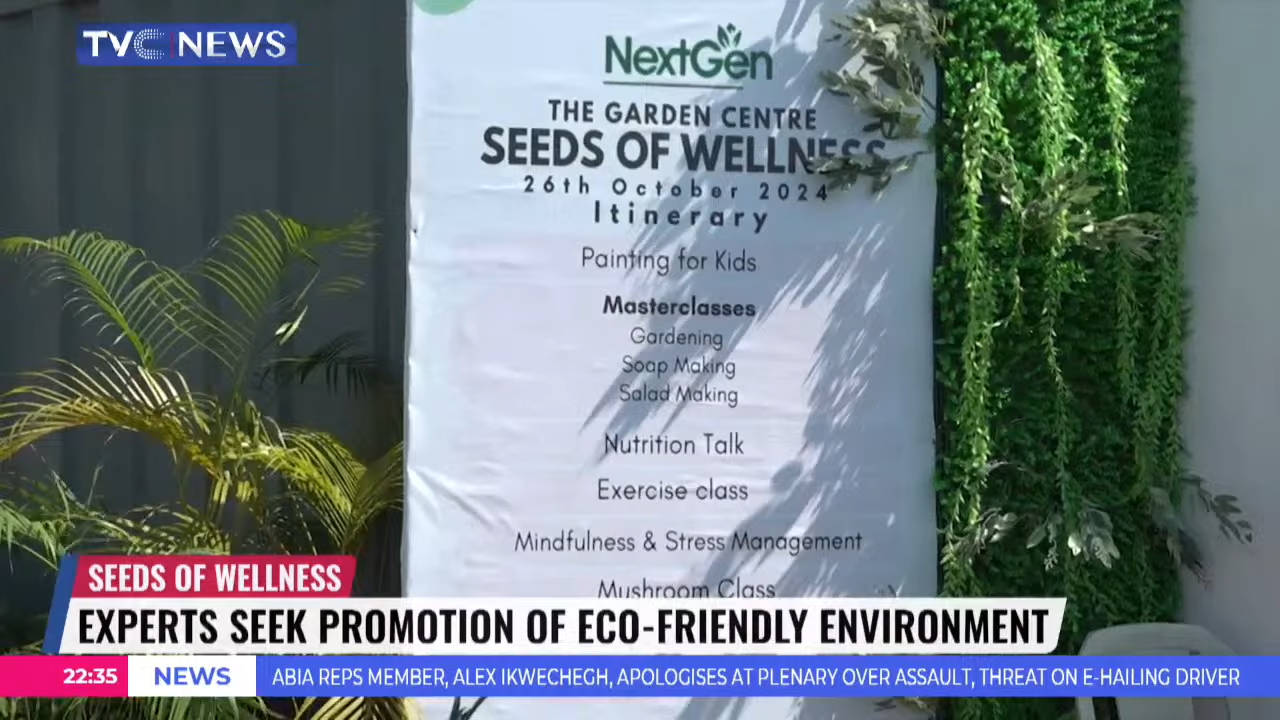 TVC NEWS
NextGen
THE GARDEN CENTRE
SEEDS OF WELLNESS
26th October 2024
Itinerary
Painting for Kids
Masterclasses
Gardening
Soap Making
Salad Making
Nutrition Talk
Exercise class
Mindfulness & Stress Management
Mushroom Class
SEEDS OF WELLNESS
EXPERTS SEEK PROMOTION OF ECO-FRIENDLY ENVIRONMENT
22:35 NEWS ABIA REPS MEMBER, ALEX IKWECHEGH, APOLOGISES AT PLENARY OVER ASSAULT, THREAT ON E-HAILING DRIVER